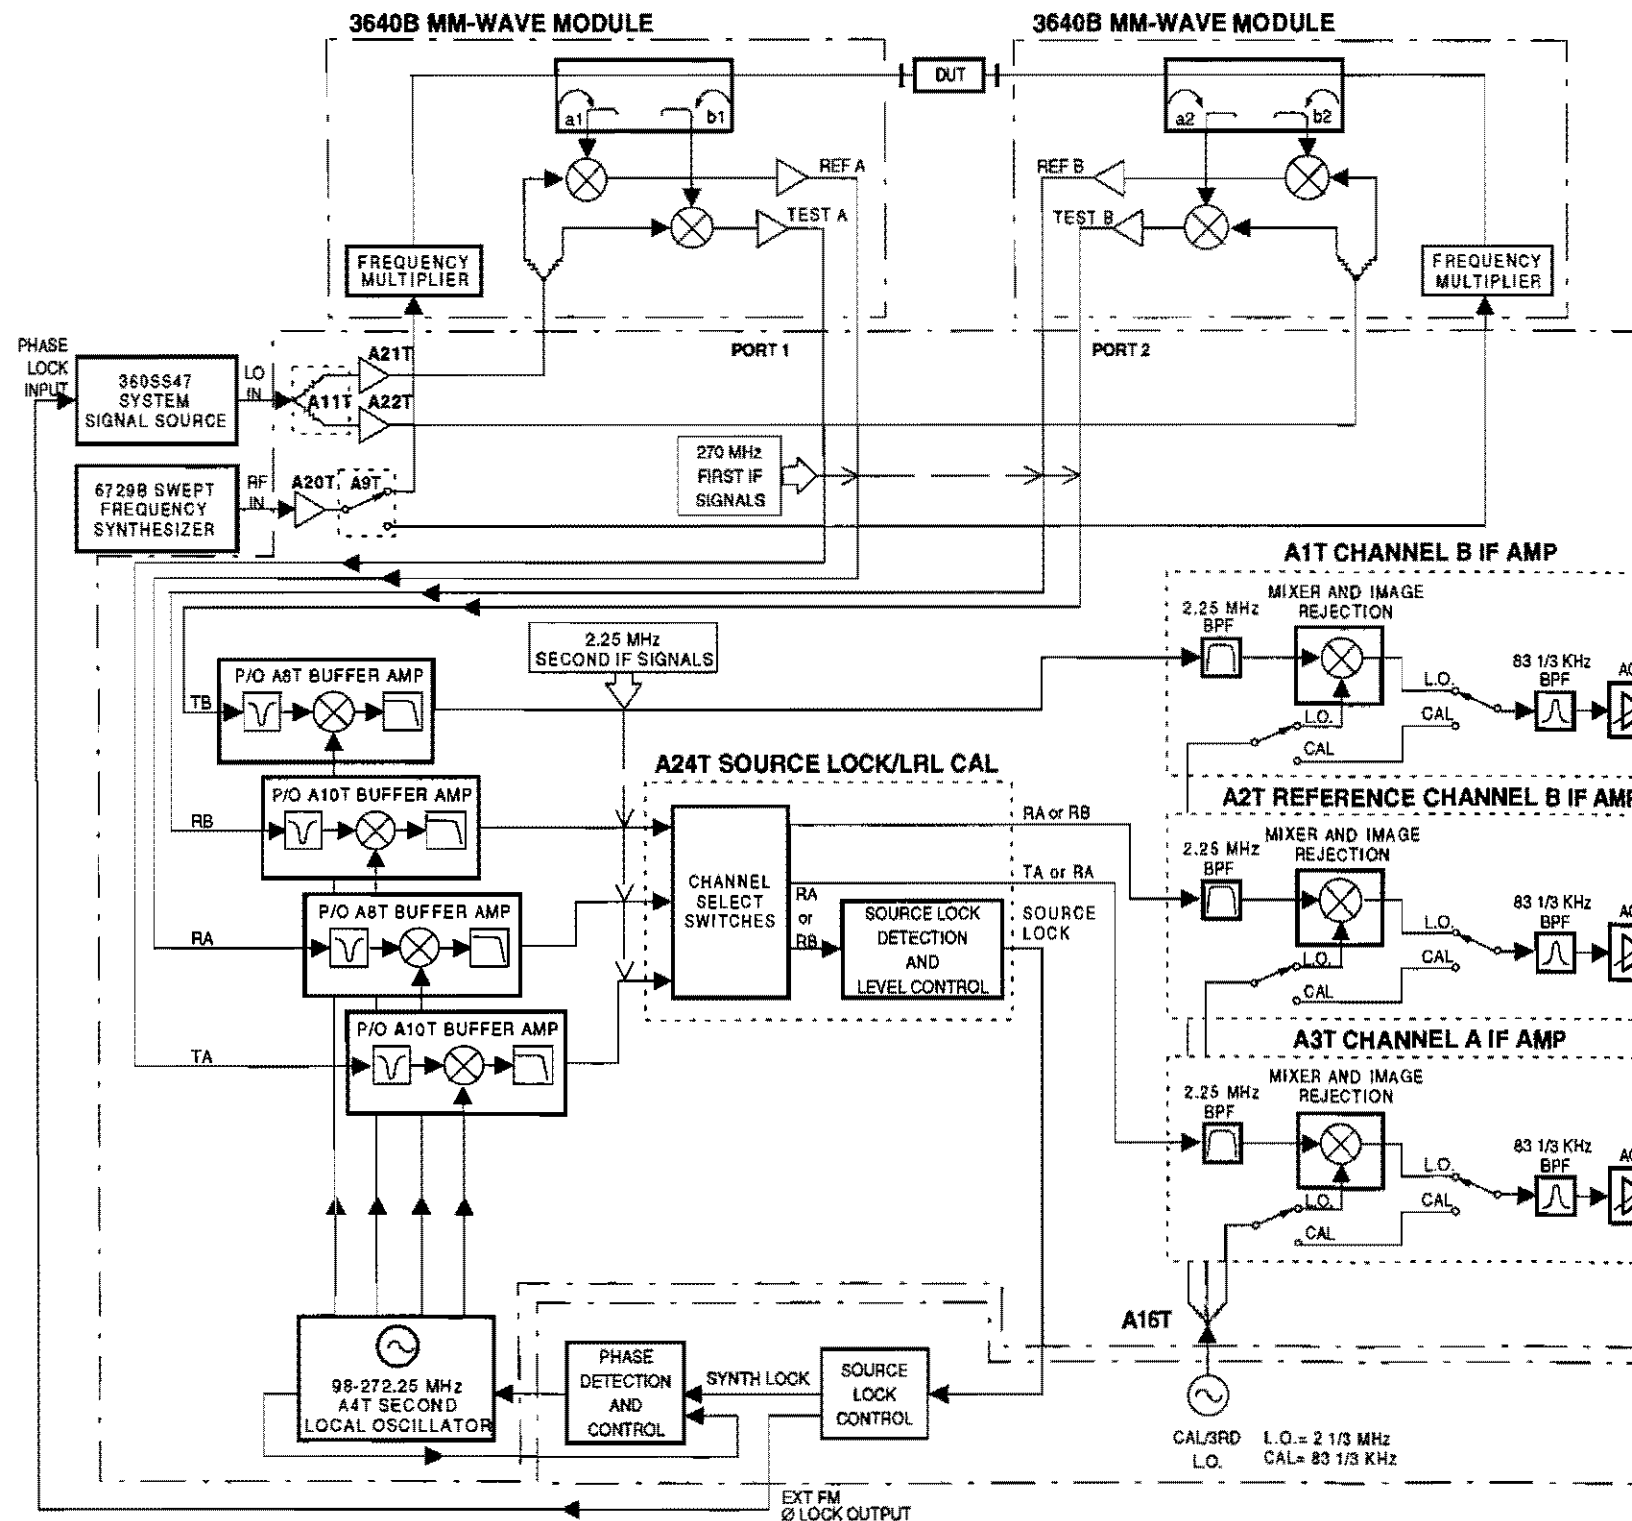 3640B MM-WAVE MODULE
3640B MM-WAVE MODULE
DUT
a1
b1
a2
b2
REF A
TEST A
REF B
TEST B
FREQUENCY
MULTIPLIER
FREQUENCY
MULTIPLIER
PHASE
LOCK
INPUT
360SS47
SYSTEM
SIGNAL SOURCE
LO
IN
A11T
A21T
A22T
PORT 1
PORT 2
6729B SWEPT
FREQUENCY
SYNTHESIZER
RF
IN
A20T
A9T
270 MHz
FIRST IF
SIGNALS
A1T CHANNEL B IF AMP
MIXER AND IMAGE
REJECTION
2.25 MHz
BPF
L.O.
CAL
L.O.
CAL
83 1/3 KHz
BPF
2.25 MHz
SECOND IF SIGNALS
TB
P/O A8T BUFFER AMP
RB
P/O A10T BUFFER AMP
RA
P/O A8T BUFFER AMP
TA
P/O A10T BUFFER AMP
A24T SOURCE LOCK/LRL CAL
CHANNEL
SELECT
SWITCHES
RA or RB
TA or RA
RA
or
RB
SOURCE LOCK
DETECTION
AND
LEVEL CONTROL
SOURCE
LOCK
A2T REFERENCE CHANNEL B IF AMP
MIXER AND IMAGE
REJECTION
2.25 MHz
BPF
L.O.
CAL
L.O.
CAL
83 1/3 KHz
BPF
A3T CHANNEL A IF AMP
MIXER AND IMAGE
REJECTION
2.25 MHz
BPF
L.O.
CAL
L.O.
CAL
83 1/3 KHz
BPF
A16T
98-272.25 MHz
A4T SECOND
LOCAL OSCILLATOR
PHASE
DETECTION
AND
CONTROL
SYNTH LOCK
SOURCE
LOCK
CONTROL
CAL/3RD
L.O.
L.O.= 2 1/3 MHz
CAL= 83 1/3 KHz
EXT FM
Ø LOCK OUTPUT